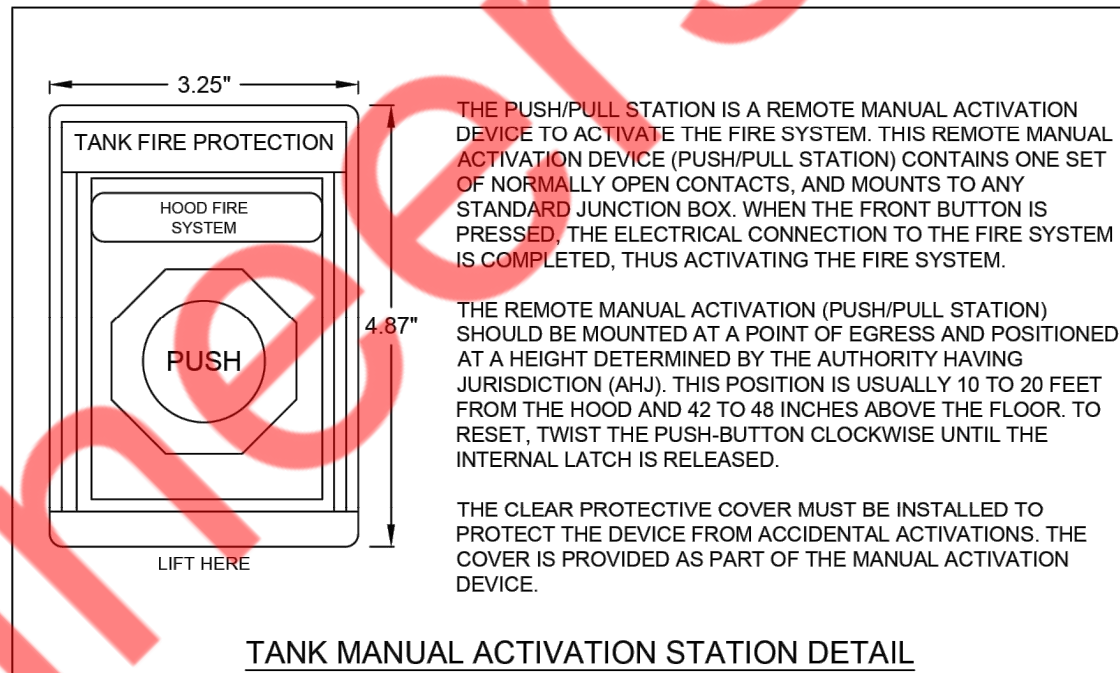 3.25"
TANK FIRE PROTECTION
HOOD FIRE
SYSTEM
PUSH
4.87"
LIFT HERE
THE PUSH/PULL STATION IS A REMOTE MANUAL ACTIVATION
DEVICE TO ACTIVATE THE FIRE SYSTEM. THIS REMOTE MANUAL
ACTIVATION DEVICE (PUSH/PULL STATION) CONTAINS ONE SET
OF NORMALLY OPEN CONTACTS, AND MOUNTS TO ANY
STANDARD JUNCTION BOX. WHEN THE FRONT BUTTON IS
PRESSED, THE ELECTRICAL CONNECTION TO THE FIRE SYSTEM
IS COMPLETED, THUS ACTIVATING THE FIRE SYSTEM.
THE REMOTE MANUAL ACTIVATION (PUSH/PULL STATION)
SHOULD BE MOUNTED AT A POINT OF EGRESS AND POSITIONED
AT A HEIGHT DETERMINED BY THE AUTHORITY HAVING
JURISDICTION (AHJ). THIS POSITION IS USUALLY 10 TO 20 FEET
FROM THE HOOD AND 42 TO 48 INCHES ABOVE THE FLOOR. TO
RESET, TWIST THE PUSH-BUTTON CLOCKWISE UNTIL THE
INTERNAL LATCH IS RELEASED.
THE CLEAR PROTECTIVE COVER MUST BE INSTALLED TO
PROTECT THE DEVICE FROM ACCIDENTAL ACTIVATIONS. THE
COVER IS PROVIDED AS PART OF THE MANUAL ACTIVATION
DEVICE.
TANK MANUAL ACTIVATION STATION DETAIL